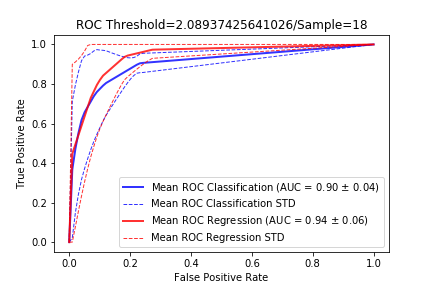 ROC Threshold=2.08937425641026/Sample=18
True Positive Rate
1.0
0.8
0.6
0.4
0.2
0.0
Mean ROC Classification (AUC = 0.90 ± 0.04)
Mean ROC Classification STD
Mean ROC Regression (AUC = 0.94 ± 0.06)
Mean ROC Regression STD
0.0 0.2 0.4 0.6 0.8 1.0
False Positive Rate